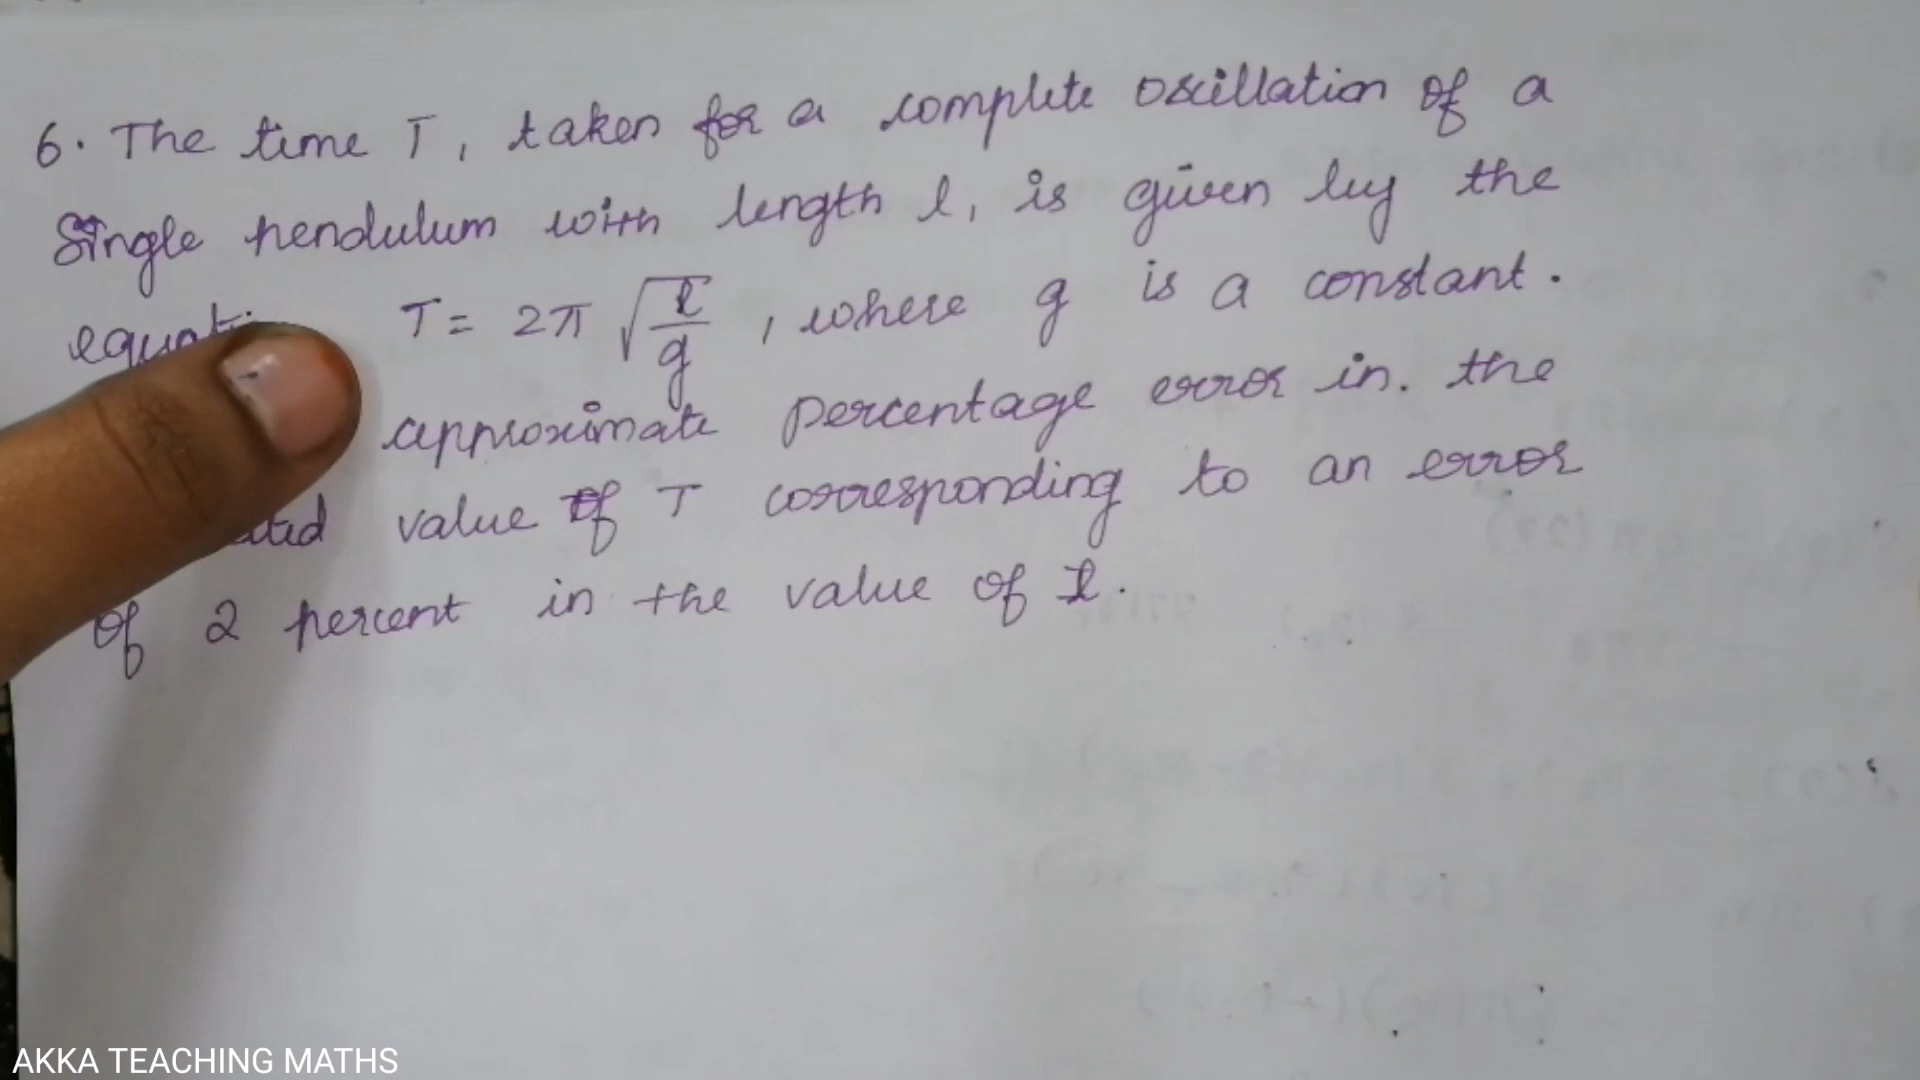 6. The time T, taken for a complete oscillation of a
Single pendulum with length l, is given by the
T = 2π √(l/g), where g is a constant.
approximate percentage error in. the
value of T corresponding to an error
of 2 percent in the value of l.
AKKA TEACHING MATHS